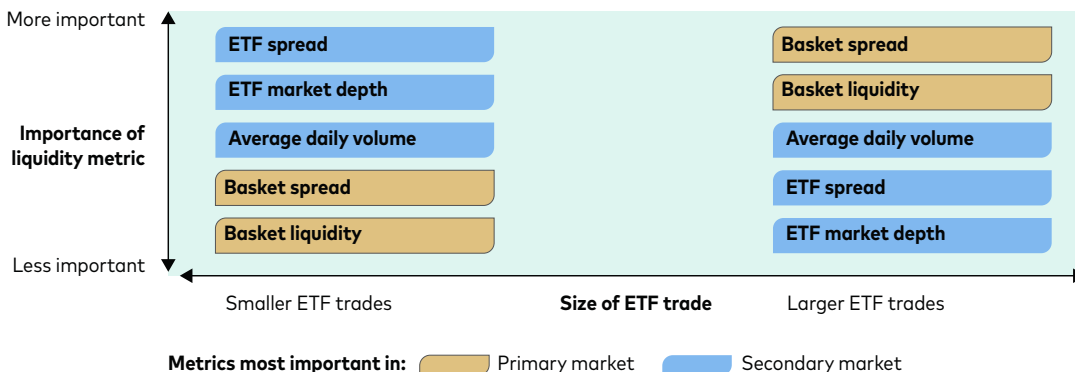 More important
ETF spread
Basket spread
ETF market depth
Basket liquidity
Importance of
liquidity metric
Average daily volume
Average daily volume
Basket spread
ETF spread
Basket liquidity
ETF market depth
Less important
Smaller ETF trades
Size of ETF trade
Larger ETF trades
Metrics most important in: Primary market Secondary market